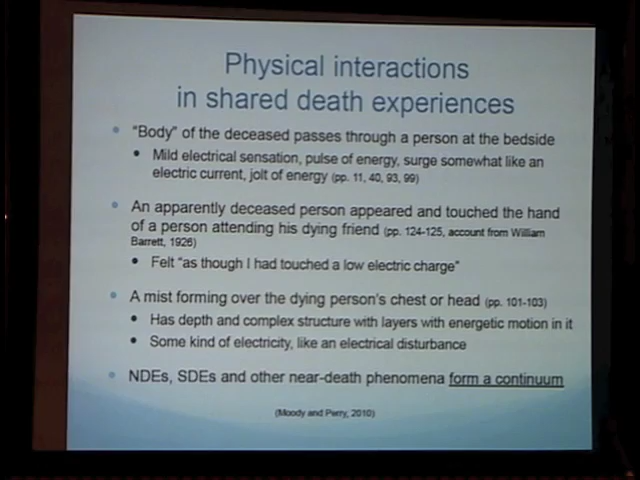 Physical interactions
in shared death experiences
"Body" of the deceased passes through a person at the bedside
Mild electrical sensation, pulse of energy, surge somewhat like an
electric current, jolt of energy (pp. 11, 40, 93, 99)
An apparently deceased person appeared and touched the hand
of a person attending his dying friend (pp. 124-125, account from William
Barrett, 1926)
Felt "as though I had touched a low electric charge"
A mist forming over the dying person's chest or head (pp. 101-103)
Has depth and complex structure with layers with energetic motion in it
Some kind of electricity, like an electrical disturbance
NDEs, SDEs and other near-death phenomena form a continuum
(Moody and Perry, 2010)